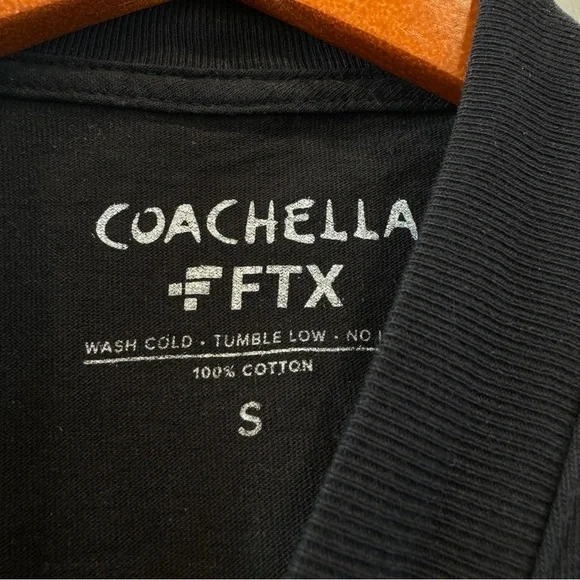 COACHELLA
FTX
WASH COLD • TUMBLE LOW • NO
100% COTTON
S